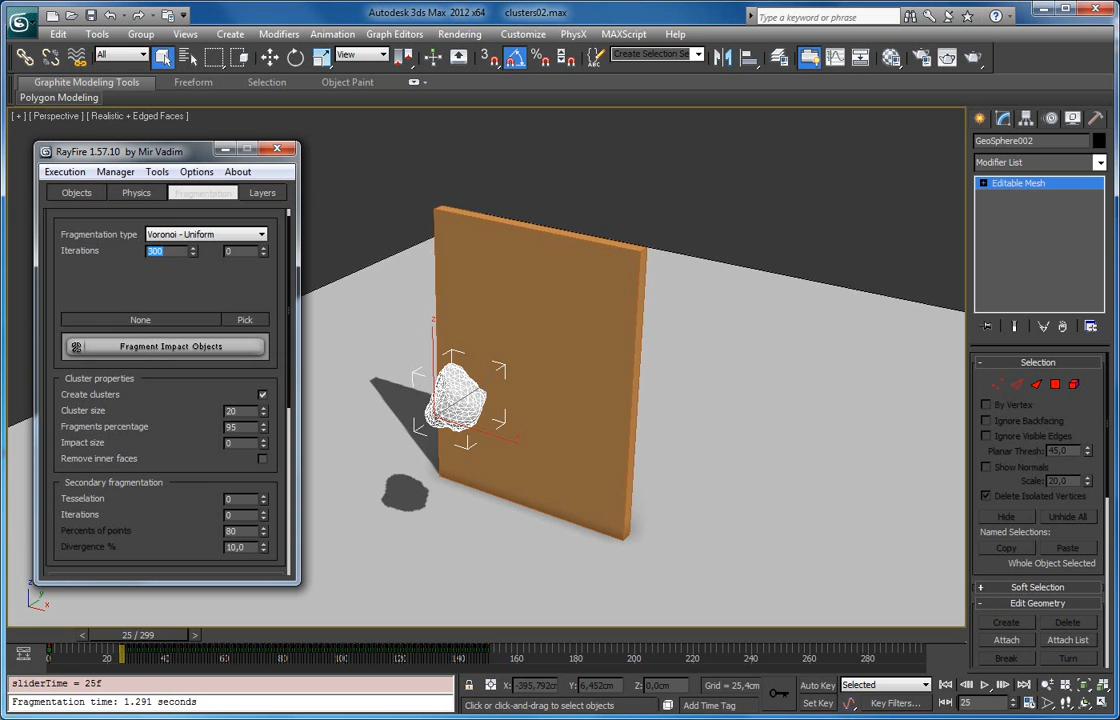 Autodesk 3ds Max 2012 x64 clusters02.max
Type a keyword or phrase
Edit Tools Group Views Create Modifiers Animation Graph Editors Rendering Customize PhysX MAXScript Help
All View 3 Create Selection Se
Graphite Modeling Tools Freeform Selection Object Paint
Polygon Modeling
[ + ] [ Perspective ] [ Realistic + Edged Faces ]
RayFire 1.57.10 by Mir Vadim
Execution Manager Tools Options About
Objects Physics Fragmentation Layers
Fragmentation type Voronoi - Uniform
Iterations 300 0
None Pick
Fragment Impact Objects
Cluster properties
Create clusters
Cluster size 20
Fragments percentage 95
Impact size 0
Remove inner faces
Secondary fragmentation
Tesselation 0
Iterations 0
Percents of points 80
Divergence % 10,0
GeoSphere002
Modifier List
Editable Mesh
Selection
By Vertex
Ignore Backfacing
Ignore Visible Edges
Planar Thresh: 45,0
Show Normals
Scale: 20,0
Delete Isolated Vertices
Hide Unhide All
Named Selections:
Copy Paste
Whole Object Selected
Soft Selection
Edit Geometry
Create Delete
Attach Attach List
Break Turn
z
x
z
y
x
25 / 299
0 20 40 60 80 100 120 140 160 180 200 220 240 260 280
sliderTime = 25f
Fragmentation time: 1.291 seconds
X: -395,792cm Y: 6,452cm Z: 0,0cm Grid = 25,4cm Auto Key Selected
Click or click-and-drag to select objects Add Time Tag Set Key Key Filters... 25